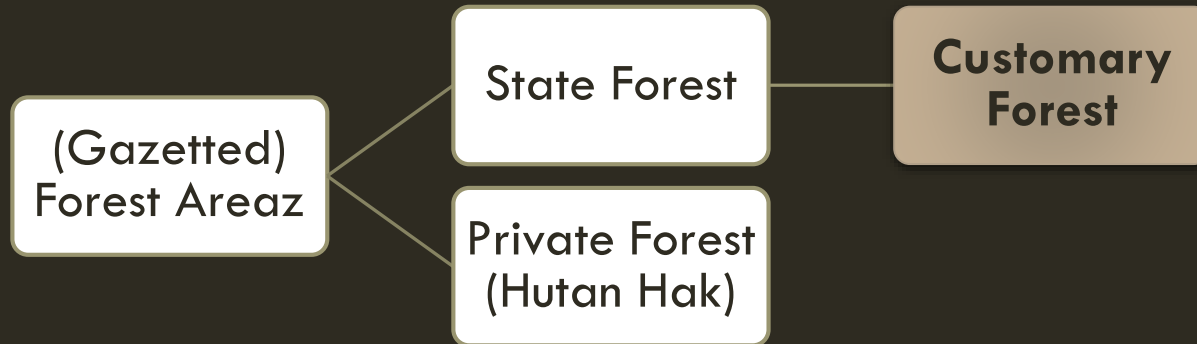 (Gazetted)
Forest Areaz
State Forest
Customary
Forest
Private Forest
(Hutan Hak)